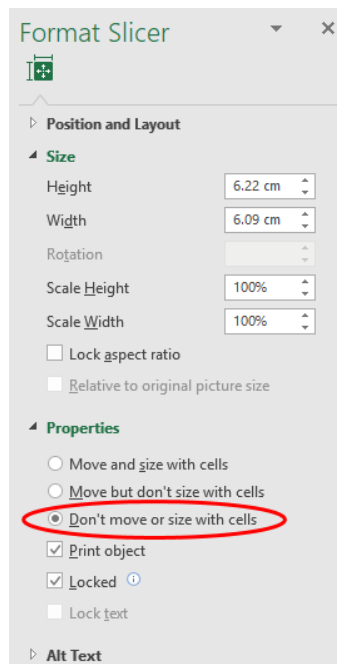 Format Slicer
Position and Layout
Size
Height 6.22 cm
Width 6.09 cm
Rotation
Scale Height 100%
Scale Width 100%
Lock aspect ratio
Relative to original picture size
Properties
Move and size with cells
Move but don't size with cells
Don't move or size with cells
Print object
Locked
Lock text
Alt Text